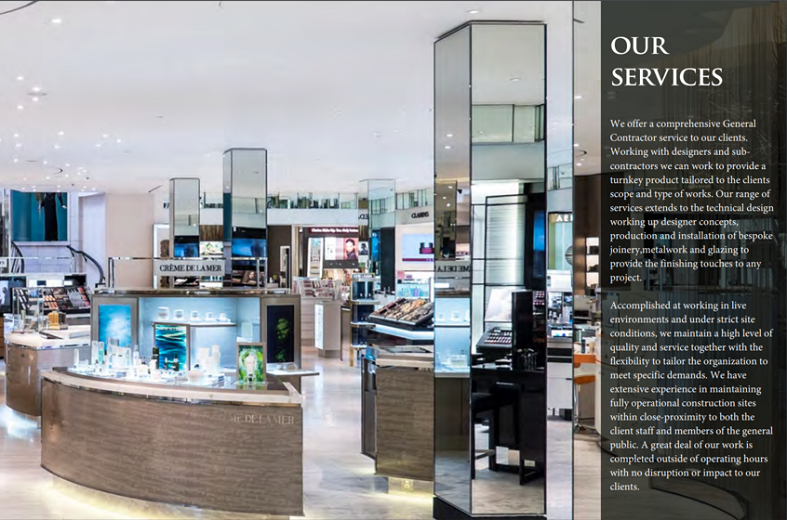 OUR
SERVICES
We offer a comprehensive General
Contractor service to our clients.
Working with designers and sub-
contractors we can work to provide a
turnkey product tailored to the clients
scope and type of works. Our range of
services extends to the technical design
working up designer concepts,
production and installation of bespoke
joinery,metalwork and glazing to
provide the finishing touches to any
project.
Accomplished at working in live
environments and under strict site
conditions, we maintain a high level of
quality and service together with the
flexibility to tailor the organization to
meet specific demands. We have
extensive experience in maintaining
fully operational construction sites
within close-proximity to both the
client staff and members of the general
public. A great deal of our work is
completed outside of operating hours
with no disruption or impact to our
clients.
CLARINS
CRÈME DE LA MER
DE LA MER